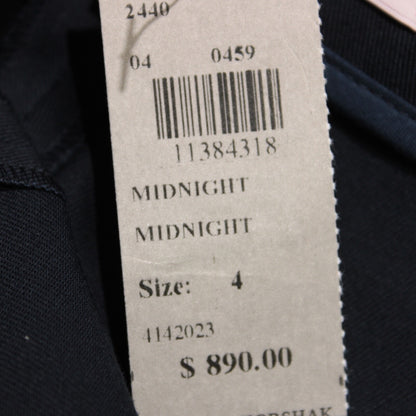 2440
04 0459
11384318
MIDNIGHT
MIDNIGHT
Size: 4
4142023
$ 890.00